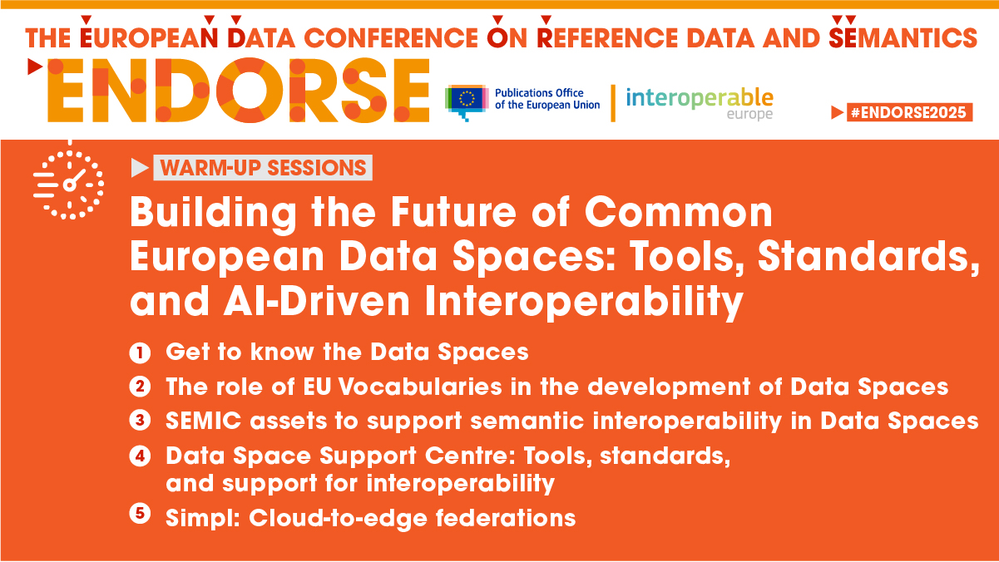 THE EUROPEAN DATA CONFERENCE ON REFERENCE DATA AND SEMANTICS
ENDORSE
Publications Office
of the European Union
interoperable
europe
#ENDORSE2025
WARM-UP SESSIONS
Building the Future of Common
European Data Spaces: Tools, Standards,
and AI-Driven Interoperability
1 Get to know the Data Spaces
2 The role of EU Vocabularies in the development of Data Spaces
3 SEMIC assets to support semantic interoperability in Data Spaces
4 Data Space Support Centre: Tools, standards,
and support for interoperability
5 Simpl: Cloud-to-edge federations